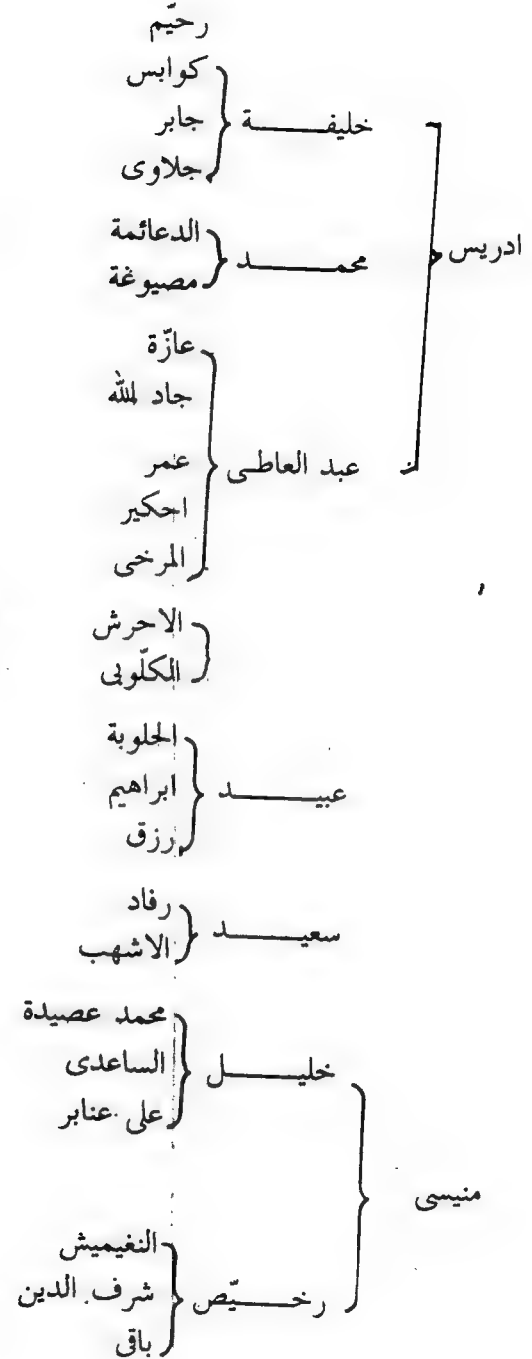 رحيّم
كوابس
خليفة
جابر
جلاوى
ادريس
الدعائمة
محمد
مصيوغة
عازّة
جاد لله
عبد العاطى
عمر
احكير
المرخى
الاحرش
الكلّوبى
الحلوبة
عبيد
ابراهيم
رزق
رفاد
سعيد
الاشهب
محمد عصيدة
خليل
الساعدى
على عنابر
منيسى
النغيميش
رخيّص
شرف الدين
باقى